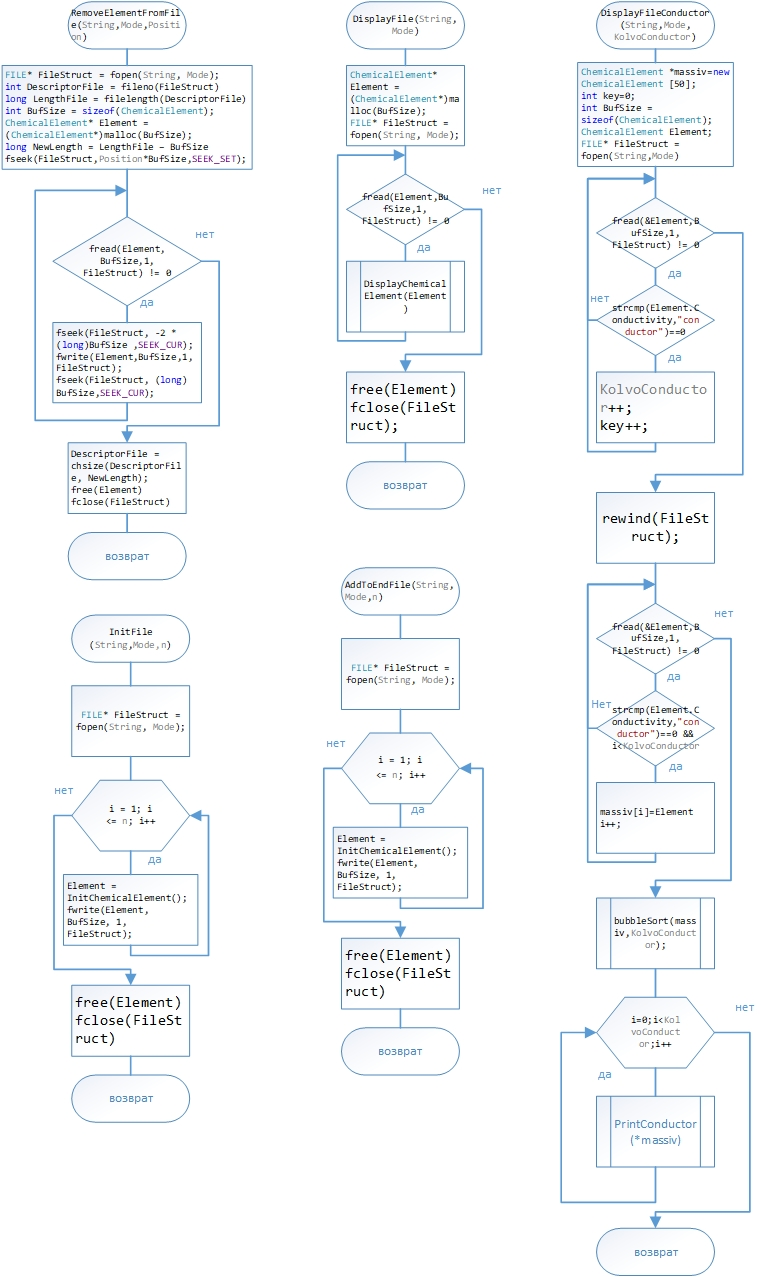 RemoveElementFromFil
e(String,Mode,Positi
on)
FILE* FileStruct = fopen(String, Mode);
int DescriptorFile = fileno(FileStruct)
long LengthFile = filelength(DescriptorFile)
int BufSize = sizeof(ChemicalElement);
ChemicalElement* Element =
(ChemicalElement*)malloc(BufSize);
long NewLength = LengthFile - BufSize
fseek(FileStruct,Position*BufSize,SEEK_SET);
fread(Element,
BufSize,1,
FileStruct) != 0
нет
да
fseek(FileStruct, -2 *
(long)BufSize ,SEEK_CUR);
fwrite(Element,BufSize,1,
FileStruct);
fseek(FileStruct, (long)
BufSize,SEEK_CUR);
DescriptorFile =
chsize(DescriptorFil
e, NewLength);
free(Element)
fclose(FileStruct)
возврат
InitFile
(String,Mode,n)
FILE* FileStruct =
fopen(String, Mode);
нет
i = 1; i
<= n; i++
да
Element =
InitChemicalElement();
fwrite(Element,
BufSize, 1,
FileStruct);
free(Element)
fclose(FileSt
ruct)
возврат
DisplayFile(String,
Mode)
ChemicalElement*
Element =
(ChemicalElement*)ma
lloc(BufSize);
FILE* FileStruct =
fopen(String, Mode);
fread(Element,Bu
fSize,1,
FileStruct) != 0
нет
да
DisplayChemical
Element(Element
)
free(Element)
fclose(FileSt
ruct);
возврат
AddToEndFile(String,
Mode,n)
FILE* FileStruct =
fopen(String, Mode);
нет
i = 1; i
<= n; i++
да
Element =
InitChemicalElement();
fwrite(Element,
BufSize, 1,
FileStruct);
free(Element)
fclose(FileSt
ruct)
возврат
DisplayFileConductor
(String,Mode,
KolvoConductor)
ChemicalElement *massiv=new
ChemicalElement [50];
int key=0;
int BufSize =
sizeof(ChemicalElement);
ChemicalElement Element;
FILE* FileStruct =
fopen(String,Mode)
fread(&Element,B
ufSize,1,
FileStruct) != 0
да
нет
strcmp(Element.C
onductivity,"con
ductor")==0
да
KolvoConducto
r++;
key++;
rewind(FileSt
ruct);
нет
fread(&Element,B
ufSize,1,
FileStruct) != 0
да
Нет
strcmp(Element.C
onductivity,"con
ductor")==0 &&
i<KolvoConductor
да
massiv[i]=Element
i++;
bubbleSort(mass
iv,KolvoConduct
or);
нет
i=0;i<Kol
voConduct
or;i++
да
PrintConductor
(*massiv)
возврат